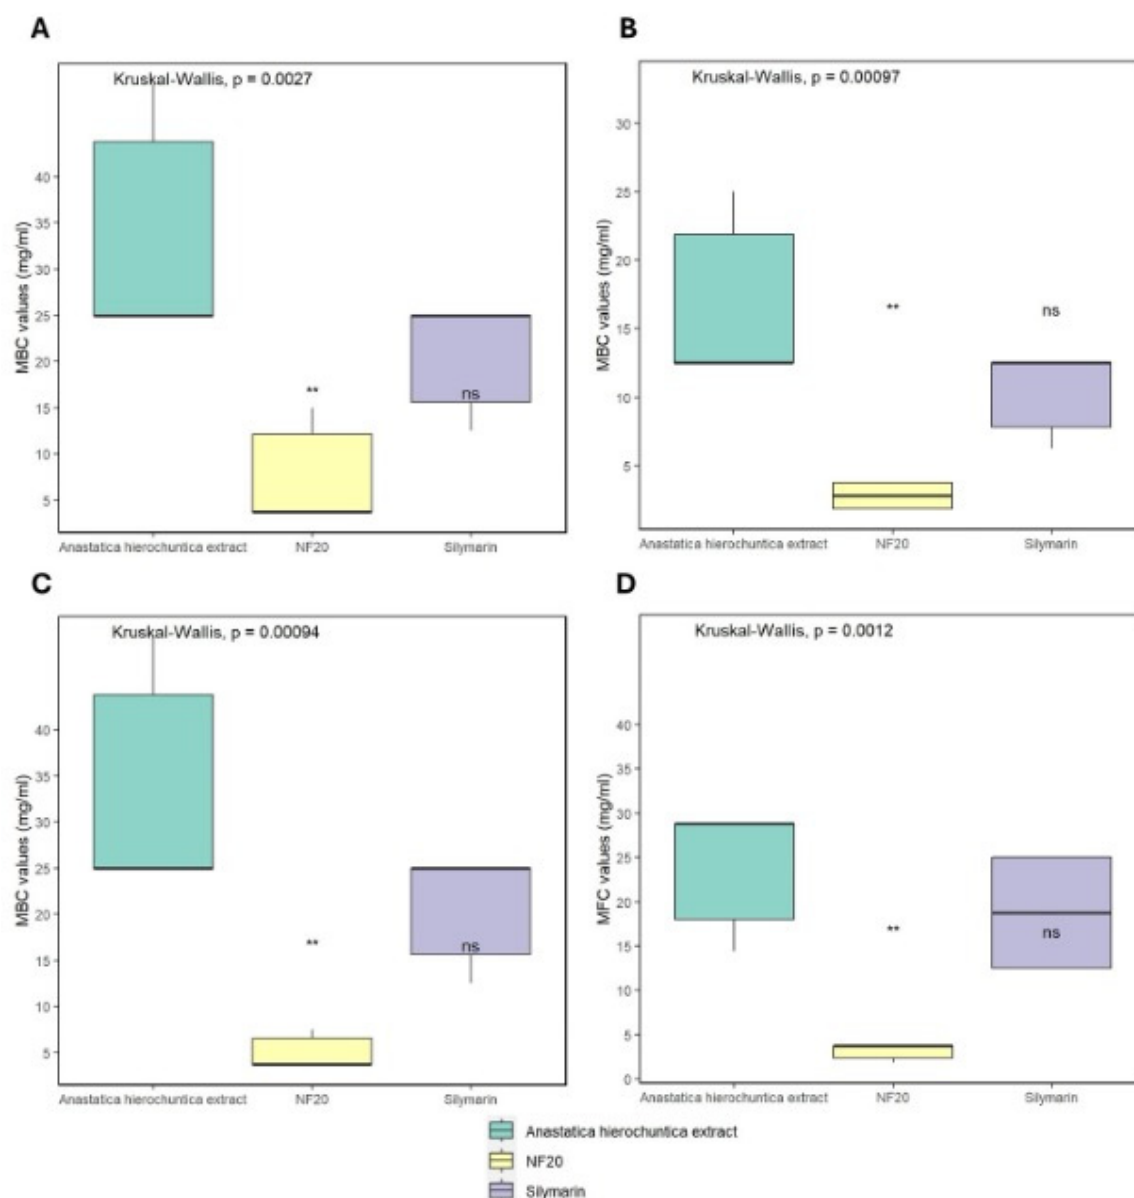 A
Kruskal-Wallis, p = 0.0027
MBC values (mg/ml)
40
35
30
25
20
15
10
5
**
ns
Anastatica hierochuntica extract NF20 Silymarin
B
Kruskal-Wallis, p = 0.00097
MBC values (mg/ml)
30
25
20
15
10
5
**
ns
Anastatica hierochuntica extract NF20 Silymarin
C
Kruskal-Wallis, p = 0.00094
MBC values (mg/ml)
40
35
30
25
20
15
10
5
**
ns
Anastatica hierochuntica extract NF20 Silymarin
D
Kruskal-Wallis, p = 0.0012
MFC values (mg/ml)
40
35
30
25
20
15
10
5
0
**
ns
Anastatica hierochuntica extract NF20 Silymarin
Anastatica hierochuntica extract
NF20
Silymarin